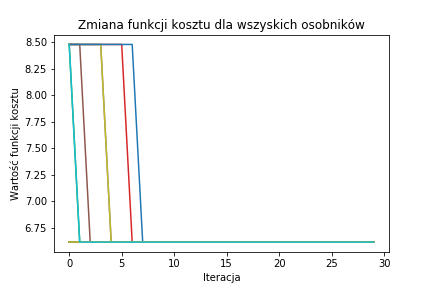 Zmiana funkcji kosztu dla wszyskich osobników
Wartość funkcji kosztu
8.50
8.25
8.00
7.75
7.50
7.25
7.00
6.75
0 5 10 15 20 25 30
Iteracja